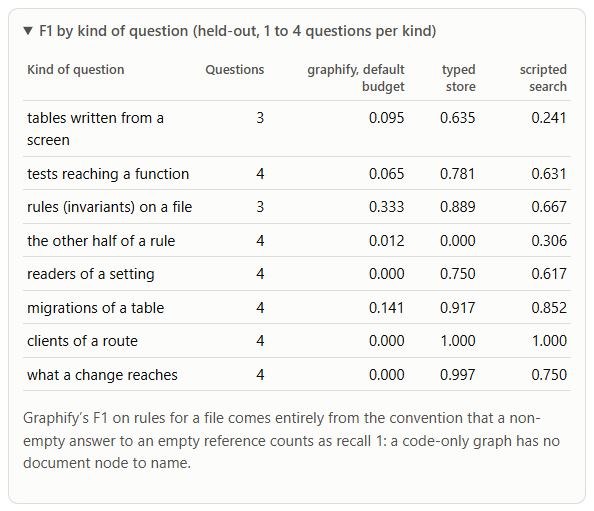 ▼ F1 by kind of question (held-out, 1 to 4 questions per kind)
Kind of question Questions graphify, default budget typed store scripted search
tables written from a screen 3 0.095 0.635 0.241
tests reaching a function 4 0.065 0.781 0.631
rules (invariants) on a file 3 0.333 0.889 0.667
the other half of a rule 4 0.012 0.000 0.306
readers of a setting 4 0.000 0.750 0.617
migrations of a table 4 0.141 0.917 0.852
clients of a route 4 0.000 1.000 1.000
what a change reaches 4 0.000 0.997 0.750
Graphify's F1 on rules for a file comes entirely from the convention that a non-
empty answer to an empty reference counts as recall 1: a code-only graph has no
document node to name.